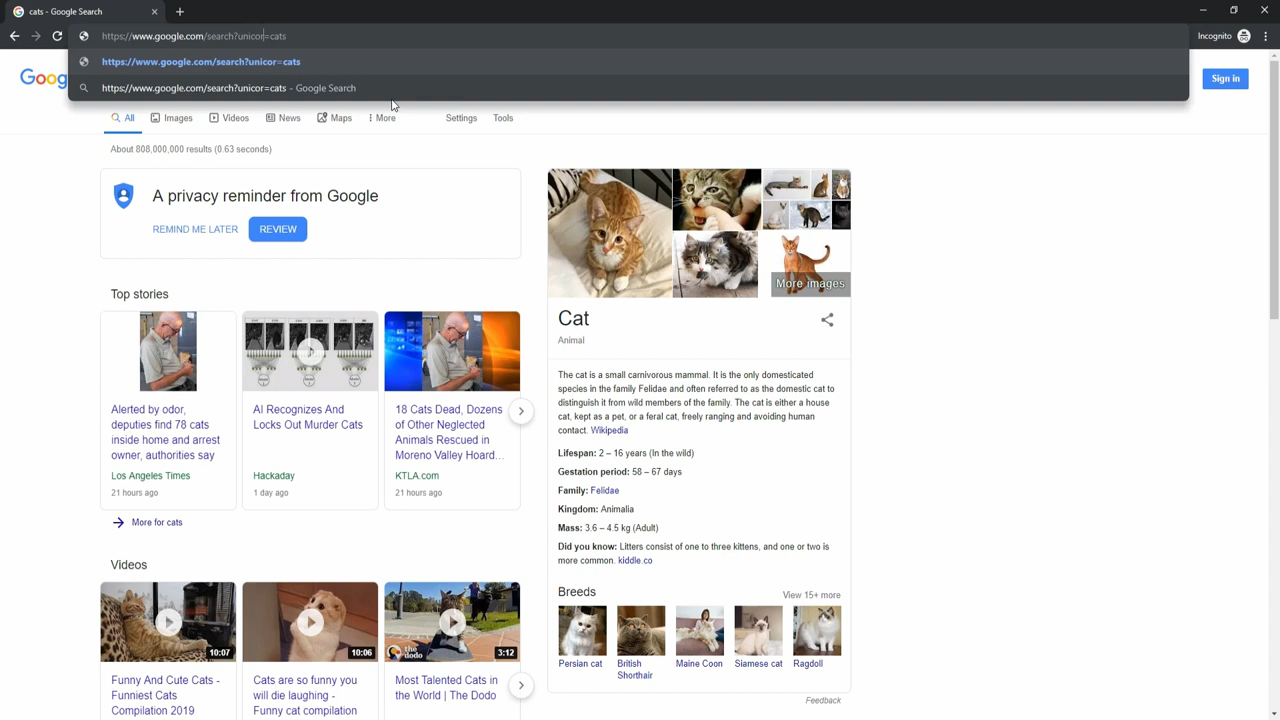 cats - Google Search
https://www.google.com/search?unicor=cats
Incognito
https://www.google.com/search?unicor=cats
https://www.google.com/search?unicor=cats - Google Search
Goog
Sign in
All Images Videos News Maps More Settings Tools
About 808,000,000 results (0.63 seconds)
A privacy reminder from Google
REMIND ME LATER REVIEW
Top stories
Alerted by odor,
deputies find 78 cats
inside home and arrest
owner, authorities say
Los Angeles Times
21 hours ago
AI Recognizes And
Locks Out Murder Cats
Hackaday
1 day ago
18 Cats Dead, Dozens
of Other Neglected
Animals Rescued in
Moreno Valley Hoard...
KTLA.com
21 hours ago
More for cats
Videos
10:07
Funny And Cute Cats -
Funniest Cats
Compilation 2019
10:06
Cats are so funny you
will die laughing -
Funny cat compilation
the
dodo
3:12
Most Talented Cats in
the World | The Dodo
More images
Cat
Animal
The cat is a small carnivorous mammal. It is the only domesticated
species in the family Felidae and often referred to as the domestic cat to
distinguish it from wild members of the family. The cat is either a house
cat, kept as a pet, or a feral cat, freely ranging and avoiding human
contact. Wikipedia
Lifespan: 2 – 16 years (In the wild)
Gestation period: 58 – 67 days
Family: Felidae
Kingdom: Animalia
Mass: 3.6 – 4.5 kg (Adult)
Did you know: Litters consist of one to three kittens, and one or two is
more common. kiddle.co
Breeds
View 15+ more
Persian cat
British
Shorthair
Maine Coon
Siamese cat
Ragdoll
Feedback